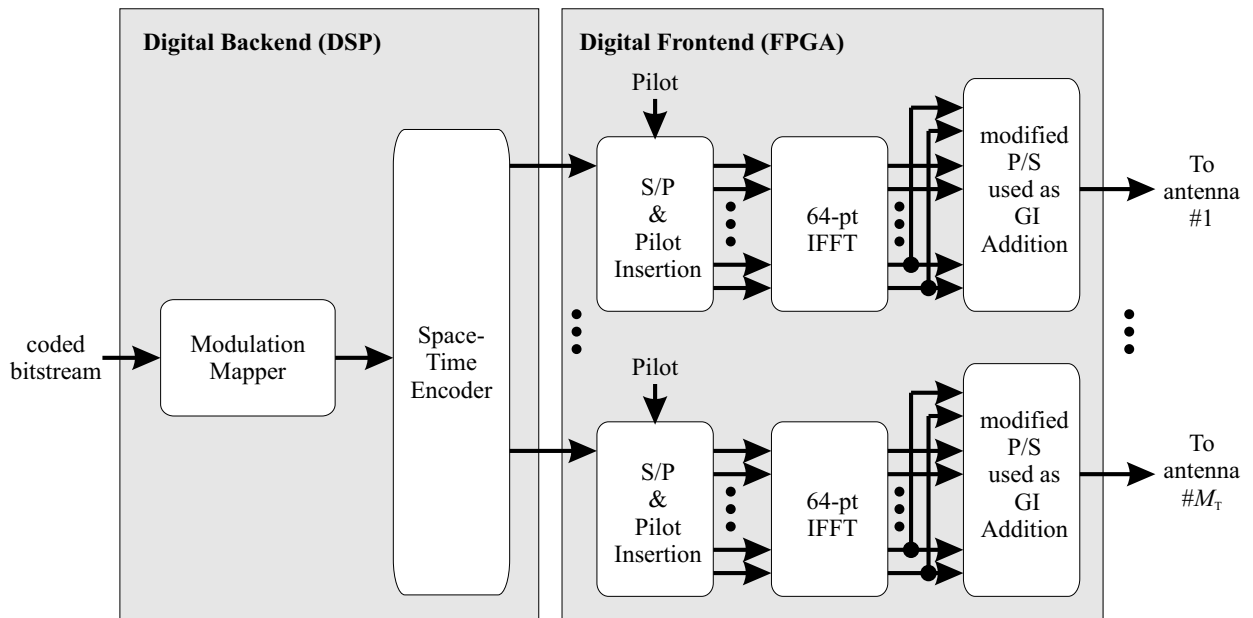 Digital Backend (DSP)
Digital Frontend (FPGA)
coded
bitstream
Modulation
Mapper
Space-
Time
Encoder
Pilot
S/P
&
Pilot
Insertion
64-pt
IFFT
modified
P/S
used as
GI
Addition
To
antenna
#1
Pilot
S/P
&
Pilot
Insertion
64-pt
IFFT
modified
P/S
used as
GI
Addition
To
antenna
#M_T